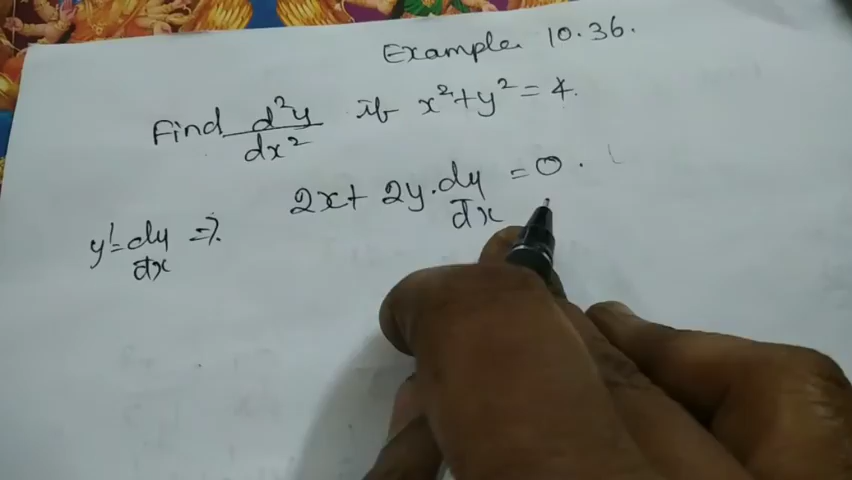 Example 10.36.
Find d²y/dx² if x²+y² = 4.
2x+ 2y.dy/dx = 0.
y'= dy/dx ⇒